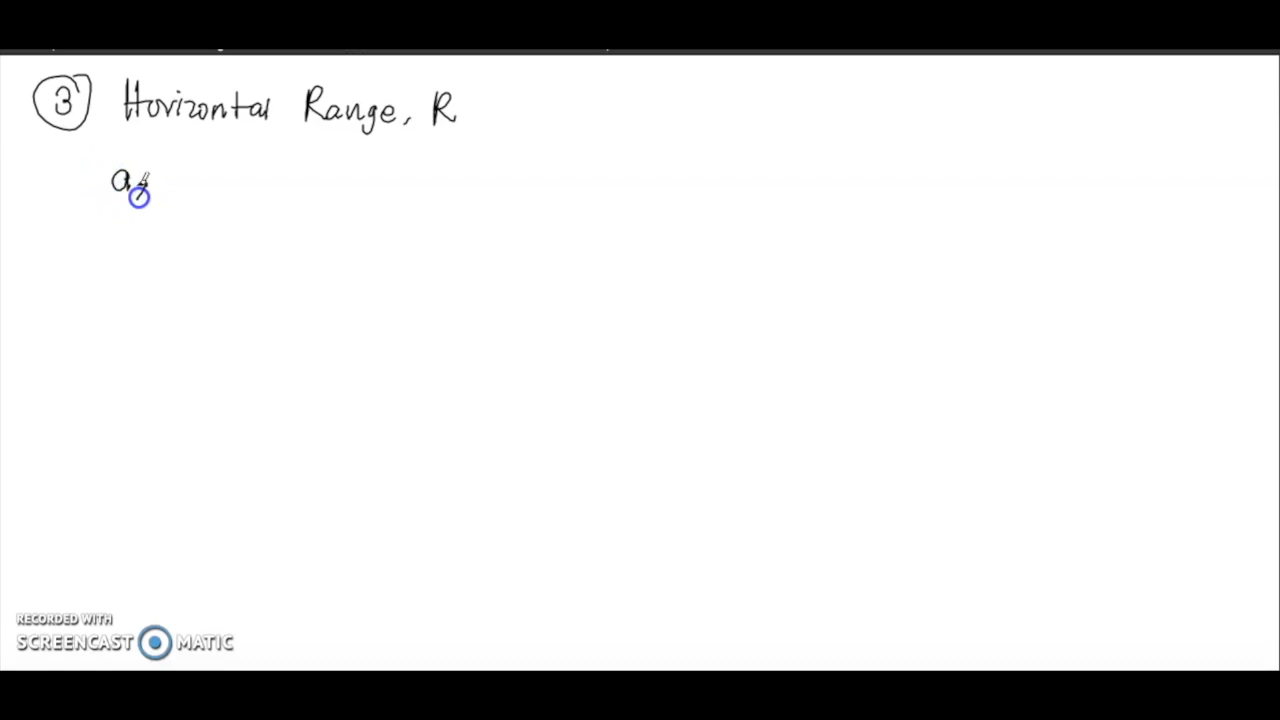 ③ Horizontal Range, R
a
RECORDED WITH
SCREENCAST MATIC